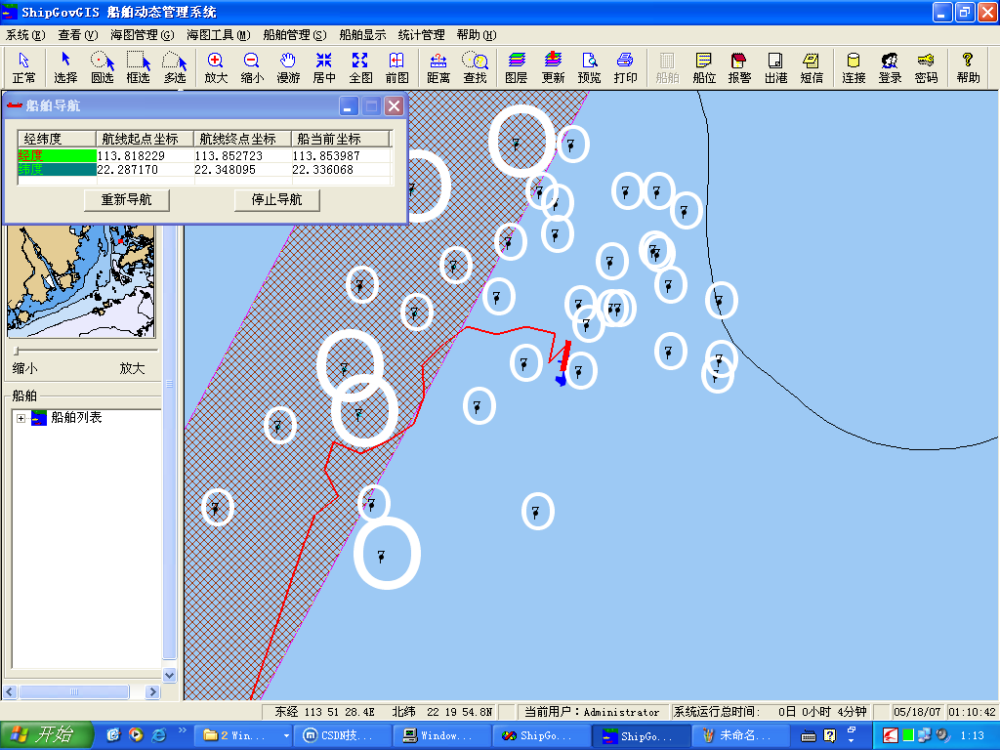 ShipGovGIS 船舶动态管理系统
系统(E) 查看(V) 海图管理(G) 海图工具(M) 船舶管理(S) 船舶显示 统计管理 帮助(H)
正常 选择 圆选 框选 多选 放大 缩小 漫游 居中 全图 前图 距离 查找 图层 更新 预览 打印 船舶 船位 报警 出港 短信 连接 登录 密码 帮助
船舶导航
经纬度 航线起点坐标 航线终点坐标 船当前坐标
经度 113.818229 113.852723 113.853987
纬度 22.287170 22.348095 22.336068
重新导航 停止导航
缩小 放大
船舶
船舶列表
东经 113 51 28.4E 北纬 22 19 54.8N 当前用户：Administrator 系统运行总时间： 0日 0小时 4分钟 05/18/07 01:10:42
开始 2 Win... CSDN技... Window... ShipGo... ShipGo... 未命名... 1:13